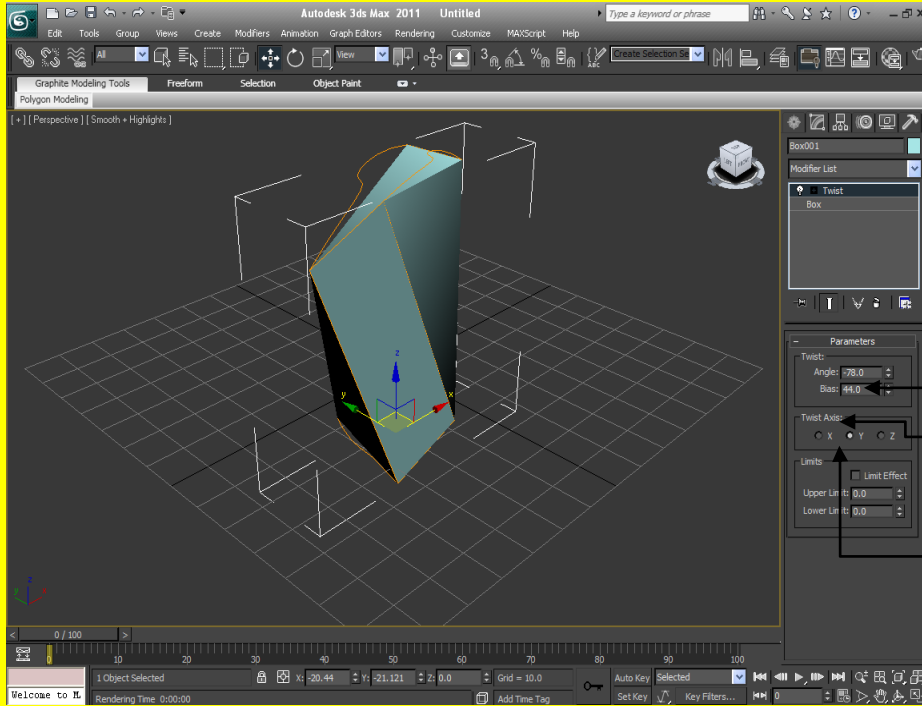 Autodesk 3ds Max 2011 Untitled
Type a keyword or phrase
Edit Tools Group Views Create Modifiers Animation Graph Editors Rendering Customize MAXScript Help
All
View
3
Create Selection Se
Graphite Modeling Tools Freeform Selection Object Paint
Polygon Modeling
[ + ] [ Perspective ] [ Smooth + Highlights ]
Box001
Modifier List
Twist
Box
Parameters
Twist:
Angle: -78.0
Bias: 44.0
Twist Axis:
X Y Z
Limits
Limit Effect
Upper Limit: 0.0
Lower Limit: 0.0
z
y
x
z
0 / 100
0 10 20 30 40 50 60 70 80 90 100
1 Object Selected X: -20.44 Y: -21.121 Z: 0.0 Grid = 10.0 Auto Key Selected
Welcome to M
Rendering Time 0:00:00 Add Time Tag Set Key Key Filters... 0